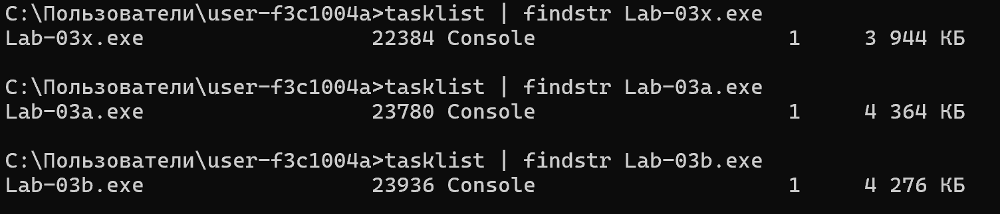 C:\Пользователи\user-f3c1004a>tasklist | findstr Lab-03x.exe
Lab-03x.exe                  22384 Console                    1     3 944 КБ
C:\Пользователи\user-f3c1004a>tasklist | findstr Lab-03a.exe
Lab-03a.exe                  23780 Console                    1     4 364 КБ
C:\Пользователи\user-f3c1004a>tasklist | findstr Lab-03b.exe
Lab-03b.exe                  23936 Console                    1     4 276 КБ